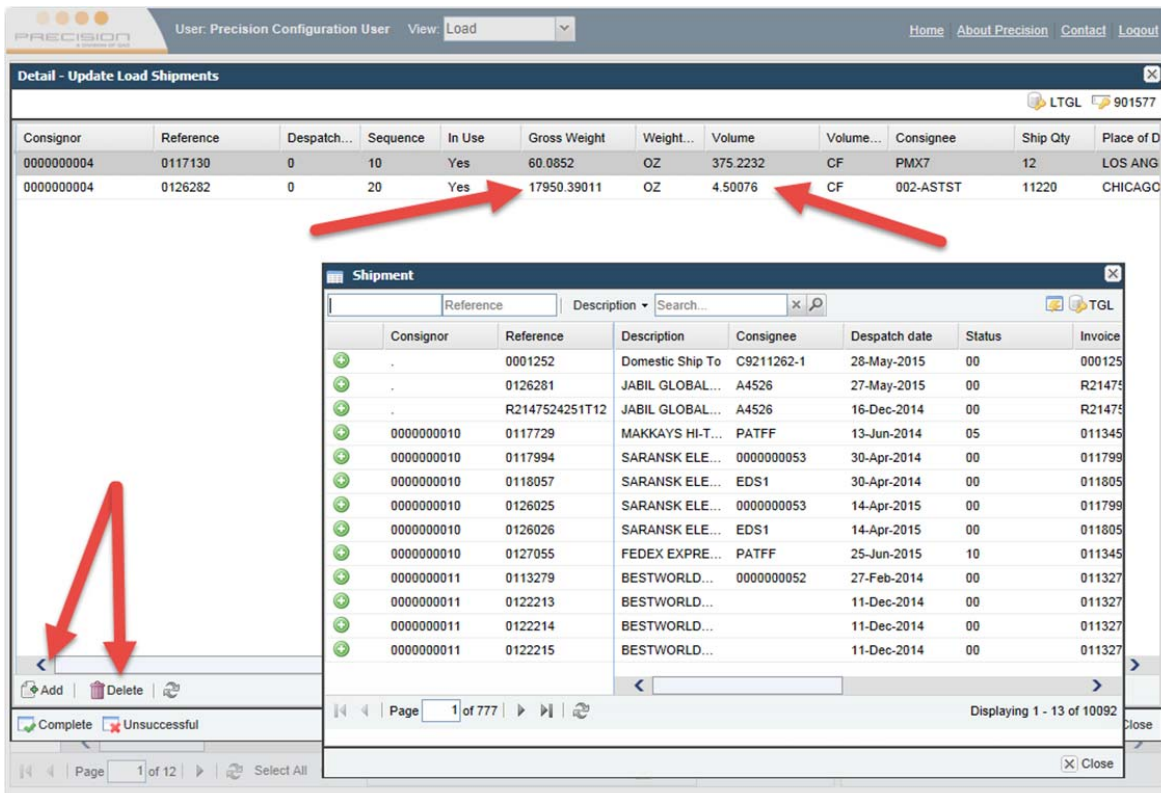 PRECISION User: Precision Configuration User View: Load Home About Precision Contact Logout
A DIVISION OF QAD
Detail - Update Load Shipments
LTGL 901577
Consignor Reference Despatch... Sequence In Use Gross Weight Weight... Volume Volume... Consignee Ship Qty Place of D
0000000004 0117130 0 10 Yes 60.0852 OZ 375.2232 CF PMX7 12 LOS ANG
0000000004 0126282 0 20 Yes 17950.39011 OZ 4.50076 CF 002-ASTST 11220 CHICAGO
Shipment
Reference Description Search... TGL
Consignor Reference Description Consignee Despatch date Status Invoice
. 0001252 Domestic Ship To C9211262-1 28-May-2015 00 000125
. 0126281 JABIL GLOBAL... A4526 27-May-2015 00 R21475
. R2147524251T12 JABIL GLOBAL... A4526 16-Dec-2014 00 R21475
0000000010 0117729 MAKKAYS HI-T... PATFF 13-Jun-2014 05 011345
0000000010 0117994 SARANSK ELE... 0000000053 30-Apr-2014 00 011799
0000000010 0118057 SARANSK ELE... EDS1 30-Apr-2014 00 011805
0000000010 0126025 SARANSK ELE... 0000000053 14-Apr-2015 00 011799
0000000010 0126026 SARANSK ELE... EDS1 14-Apr-2015 00 011805
0000000010 0127055 FEDEX EXPRE... PATFF 25-Jun-2015 10 011345
0000000011 0113279 BESTWORLD... 0000000052 27-Feb-2014 00 011327
0000000011 0122213 BESTWORLD... 11-Dec-2014 00 011327
0000000011 0122214 BESTWORLD... 11-Dec-2014 00 011327
0000000011 0122215 BESTWORLD... 11-Dec-2014 00 011327
Add Delete
Page 1 of 777 Displaying 1 - 13 of 10092
Complete Unsuccessful Close
Page 1 of 12 Select All Close